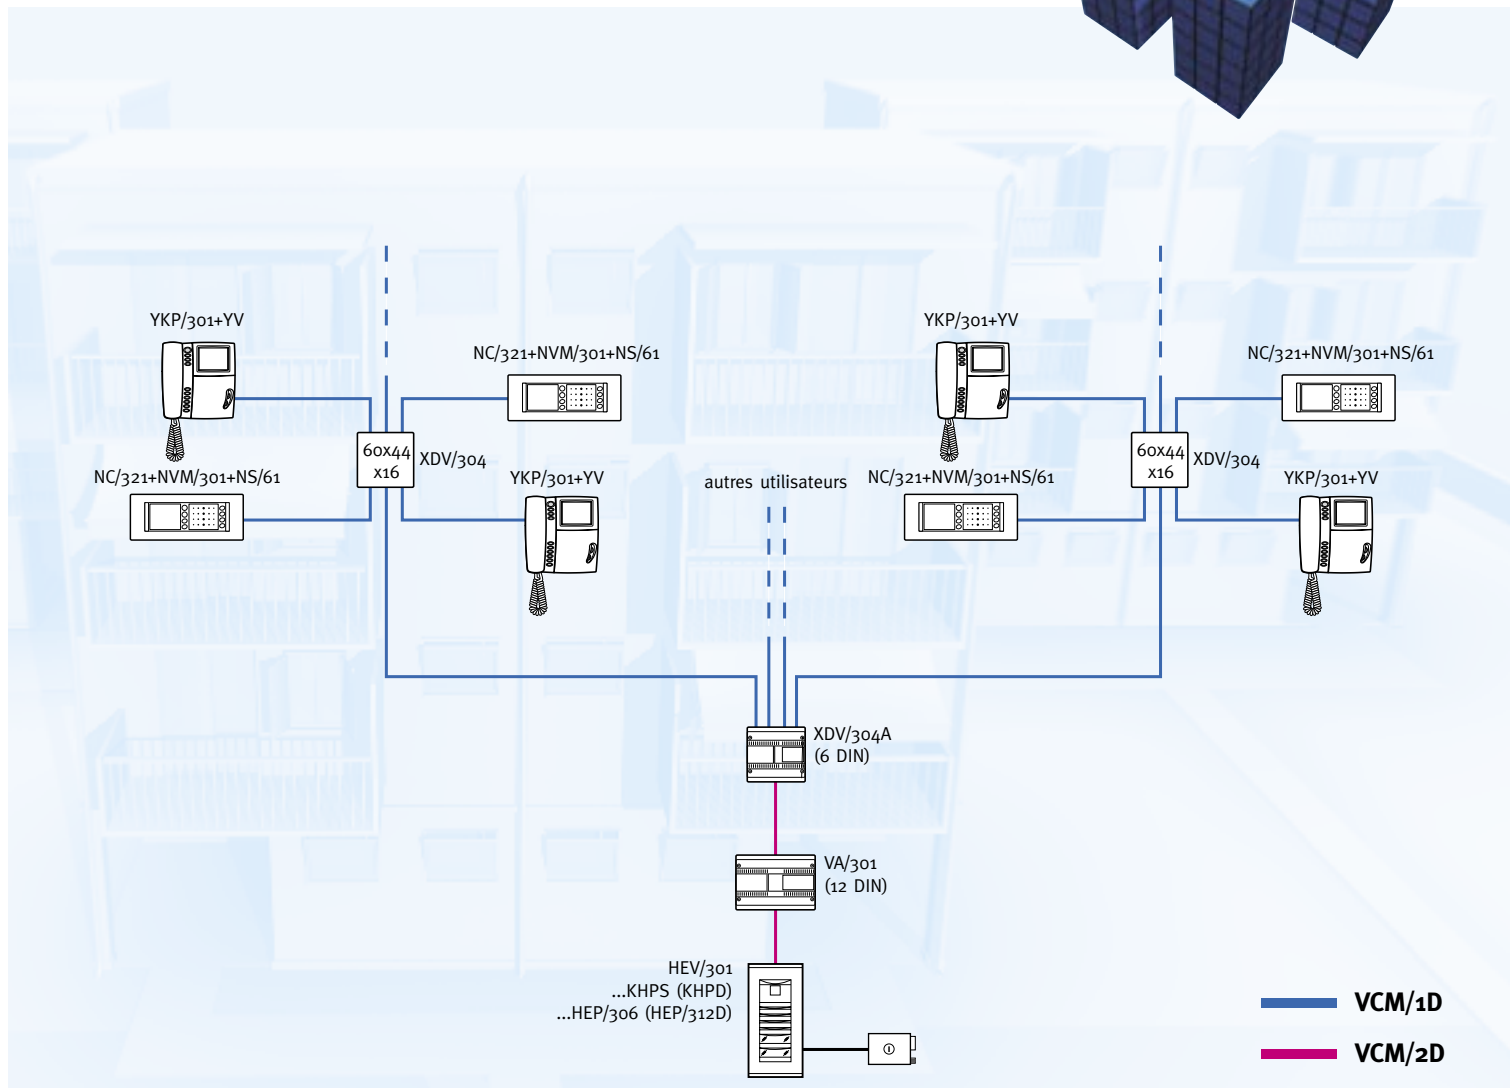 YKP/301+YV
NC/321+NVM/301+NS/61
60x44
x16
XDV/304
NC/321+NVM/301+NS/61
YKP/301+YV
autres utilisateurs
YKP/301+YV
NC/321+NVM/301+NS/61
60x44
x16
XDV/304
NC/321+NVM/301+NS/61
YKP/301+YV
XDV/304A
(6 DIN)
VA/301
(12 DIN)
HEV/301
...KHPS (KHPD)
...HEP/306 (HEP/312D)
VCM/1D
VCM/2D